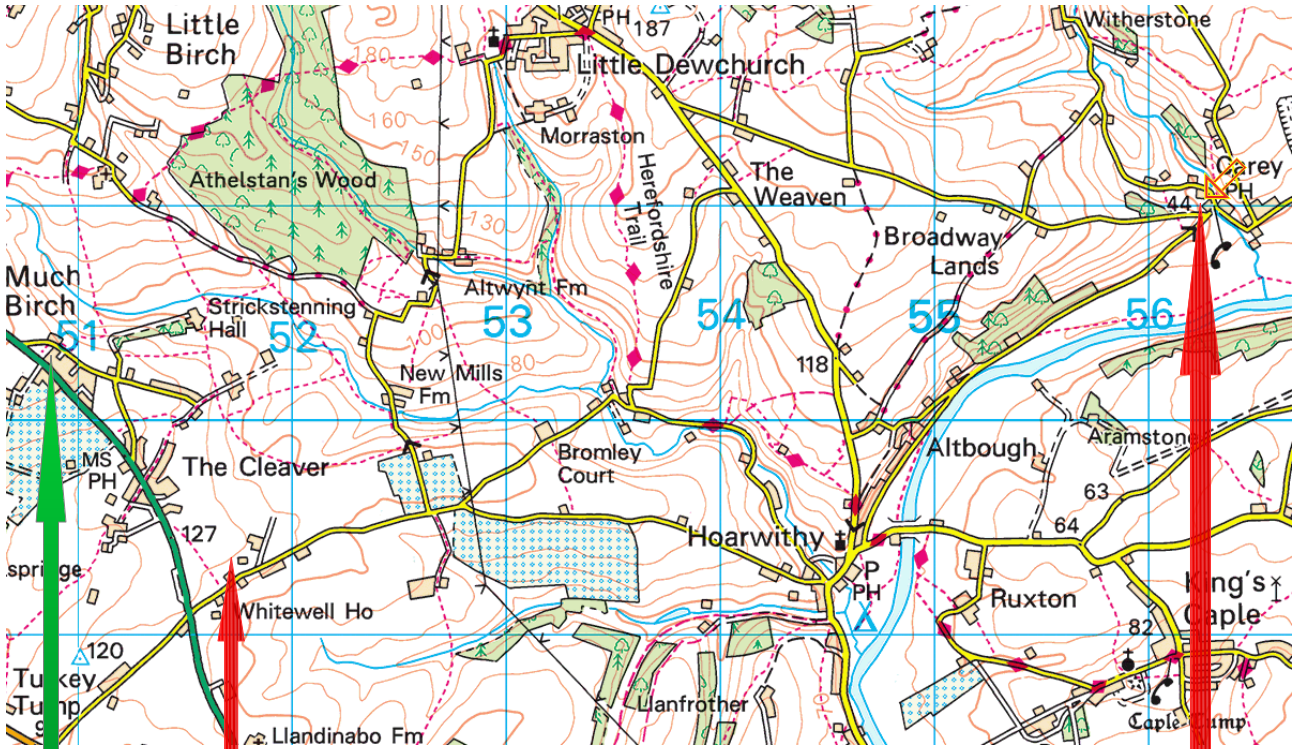 PH
187
Witherstone
Little
Birch
180
Little Dewchurch
160
Morraston
150
Carey
PH
The
Weaven
Athelstan's Wood
Herefordshire
Trail
44
130
Broadway
Lands
Much
Birch
Altwynt Fm
Strickstenning
Hall
51
52
53
54
55
56
100
80
118
New Mills
Fm
The Cleaver
MS
PH
Bromley
Court
Altbough
Aramstone
63
127
64
Hoarwithy
springe
P
PH
King's
Caple
Whitewell Ho
Ruxton
82
120
Turkey
Tump
Llanfrother
Caple Tump
Llandinabo Fm